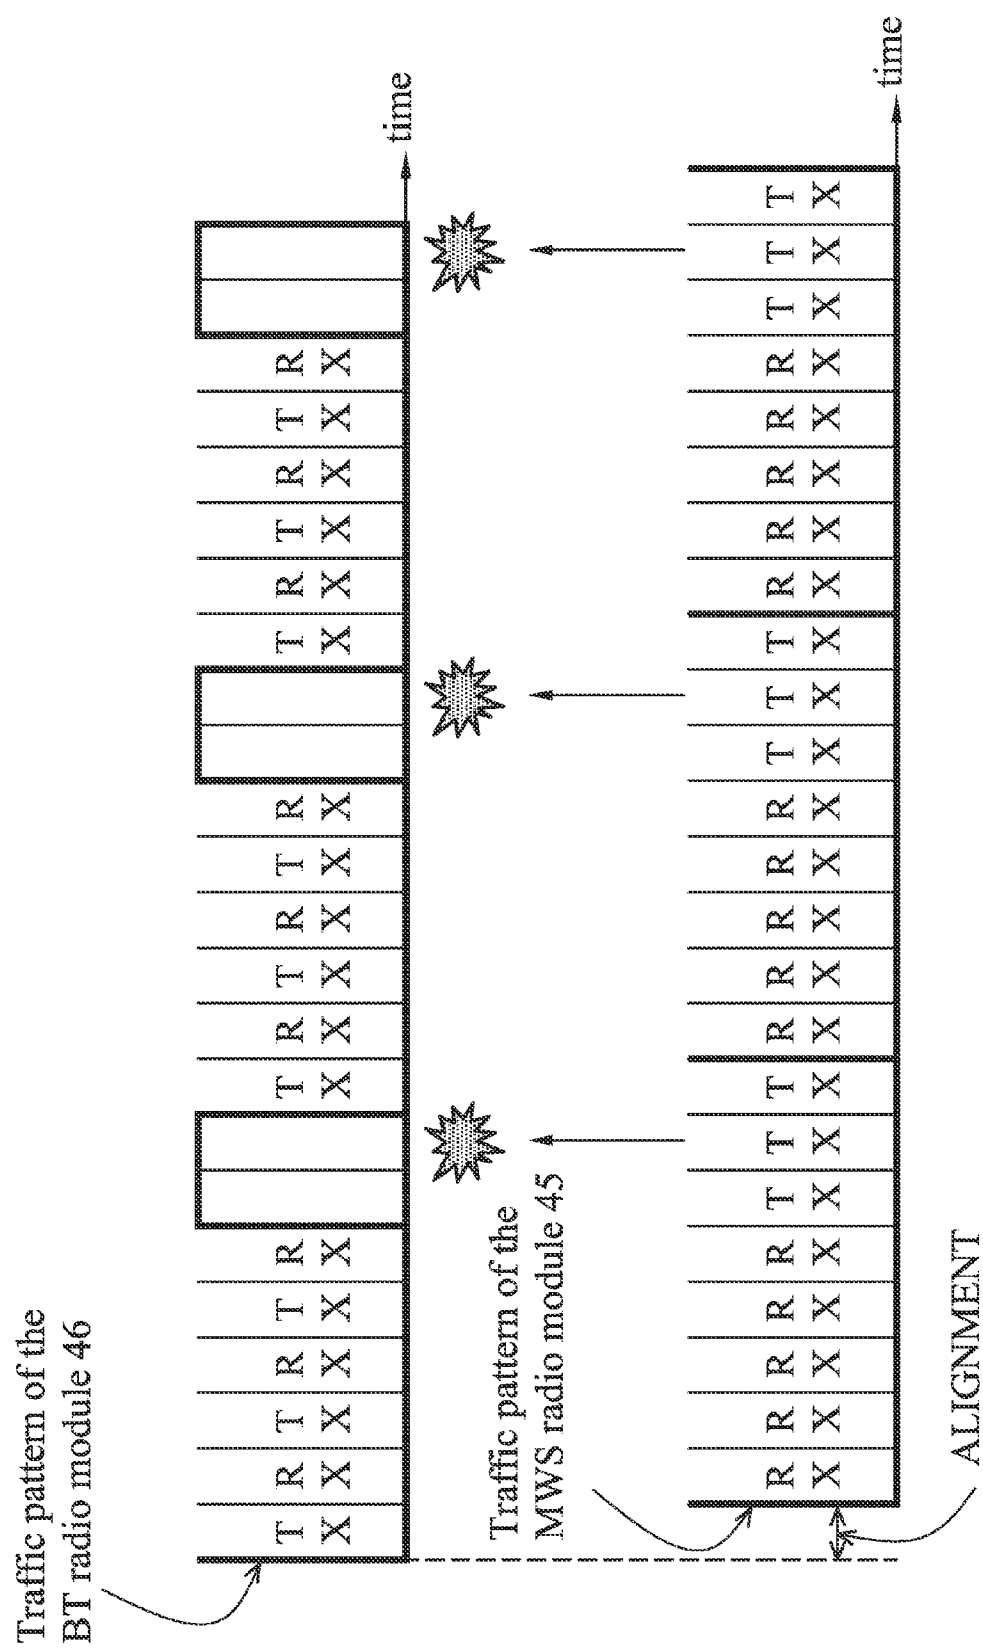 Traffic pattern of the
BT radio module 46
T R T R T R T R T R T R T R T R T R
X X X X X X X X X X X X X X X X X X
time
Traffic pattern of the
MWS radio module 45
R R R R R T T T R R R R R T T T R R R R R T T T
X X X X X X X X X X X X X X X X X X X X X X X X
time
ALIGNMENT